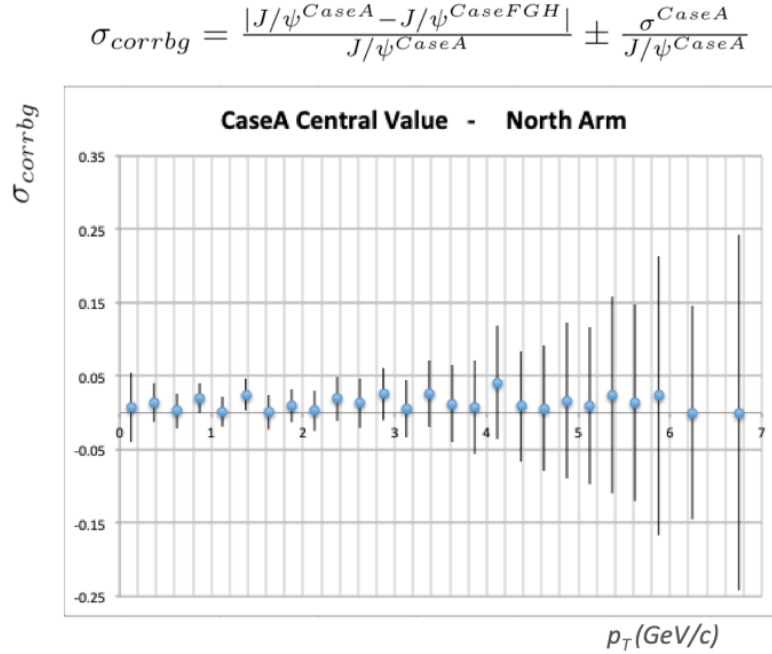 σ_corrbg = |J/ψ^CaseA − J/ψ^CaseFGH| / J/ψ^CaseA ± σ^CaseA / J/ψ^CaseA
CaseA Central Value - North Arm
σ_corrbg
0.35
0.25
0.15
0.05
0 1 2 3 4 5 6 7
-0.05
-0.15
-0.25
p_T (GeV/c)